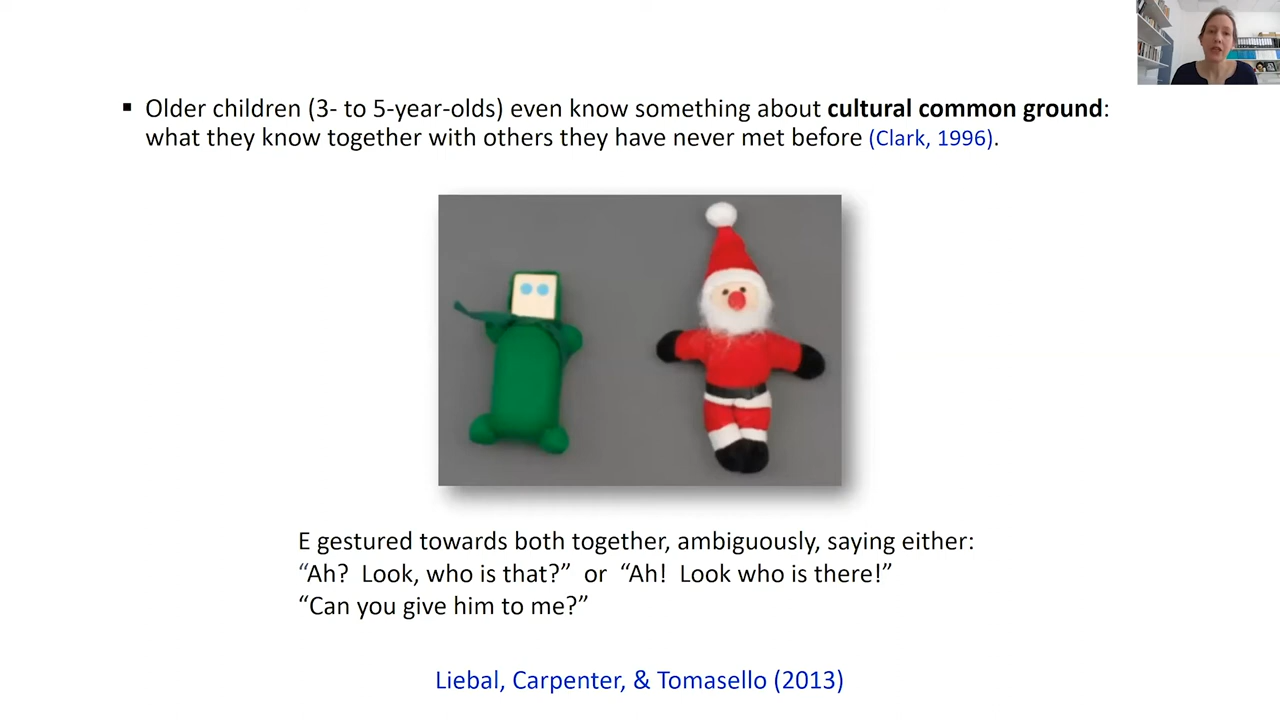 ▪ Older children (3- to 5-year-olds) even know something about cultural common ground:
what they know together with others they have never met before (Clark, 1996).
E gestured towards both together, ambiguously, saying either:
“Ah?  Look, who is that?”  or  “Ah!  Look who is there!”
“Can you give him to me?”
Liebal, Carpenter, & Tomasello (2013)